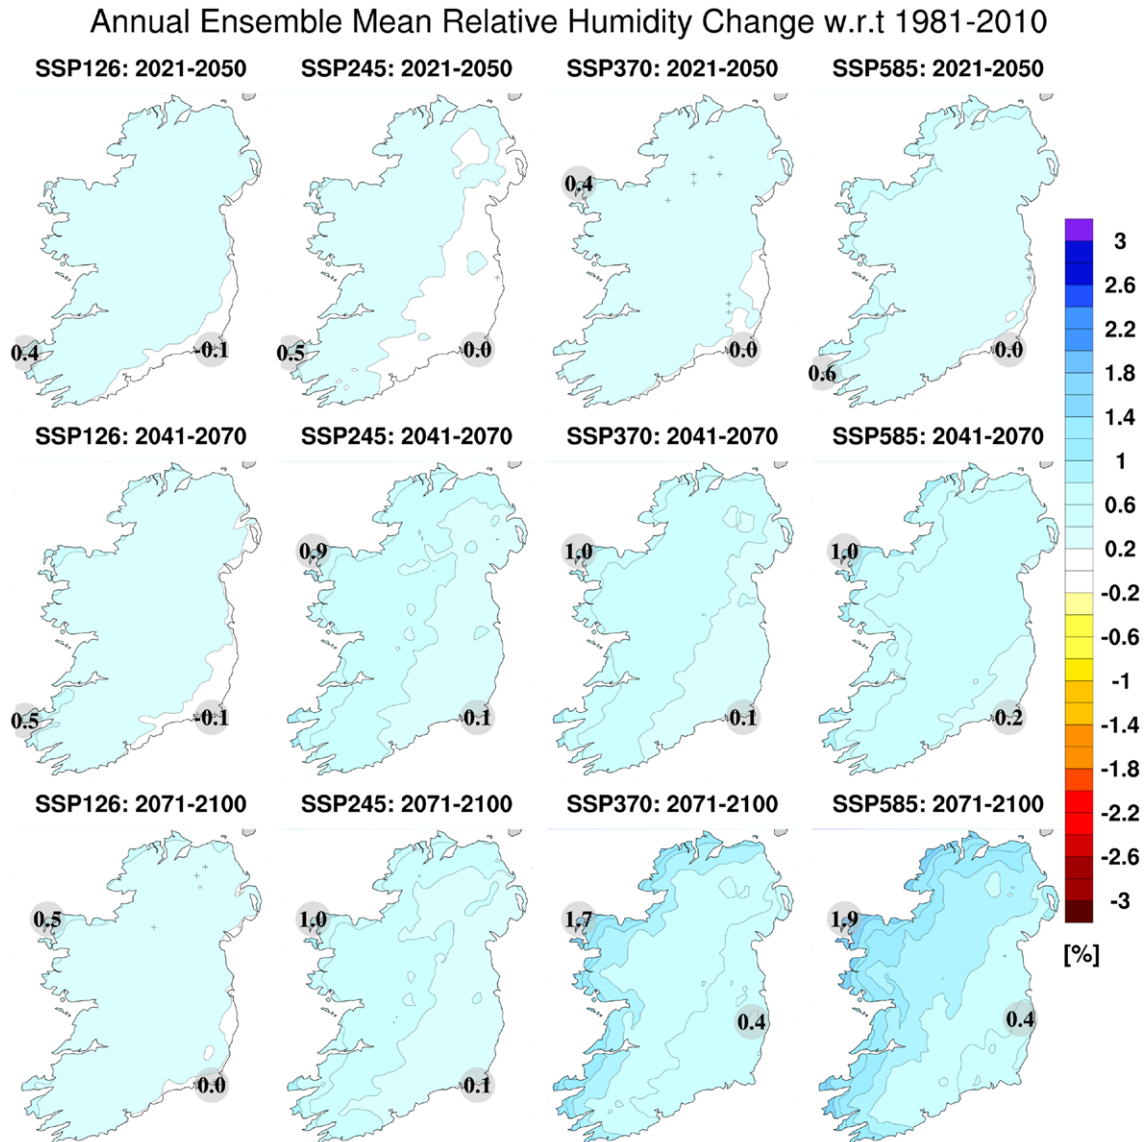 Annual Ensemble Mean Relative Humidity Change w.r.t 1981-2010
SSP126: 2021-2050 SSP245: 2021-2050 SSP370: 2021-2050 SSP585: 2021-2050
0.4
0.4 -0.1 0.5 0.0 0.0 0.6 0.0
SSP126: 2041-2070 SSP245: 2041-2070 SSP370: 2041-2070 SSP585: 2041-2070
0.9 1.0 1.0
0.5 -0.1 0.1 0.1 0.2
SSP126: 2071-2100 SSP245: 2071-2100 SSP370: 2071-2100 SSP585: 2071-2100
0.5 1.0 1.7 1.9
0.4 0.4
0.0 0.1
3
2.6
2.2
1.8
1.4
1
0.6
0.2
-0.2
-0.6
-1
-1.4
-1.8
-2.2
-2.6
-3
[%]